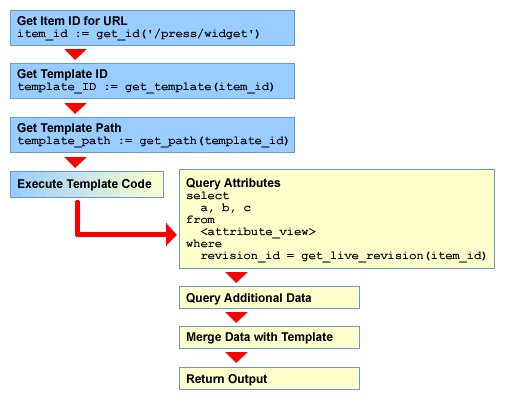 Get Item ID for URL
item_id := get_id('/press/widget')
Get Template ID
template_ID := get_template(item_id)
Get Template Path
template_path := get_path(template_id)
Execute Template Code
Query Attributes
select
a, b, c
from
<attribute_view>
where
revision_id = get_live_revision(item_id)
Query Additional Data
Merge Data with Template
Return Output